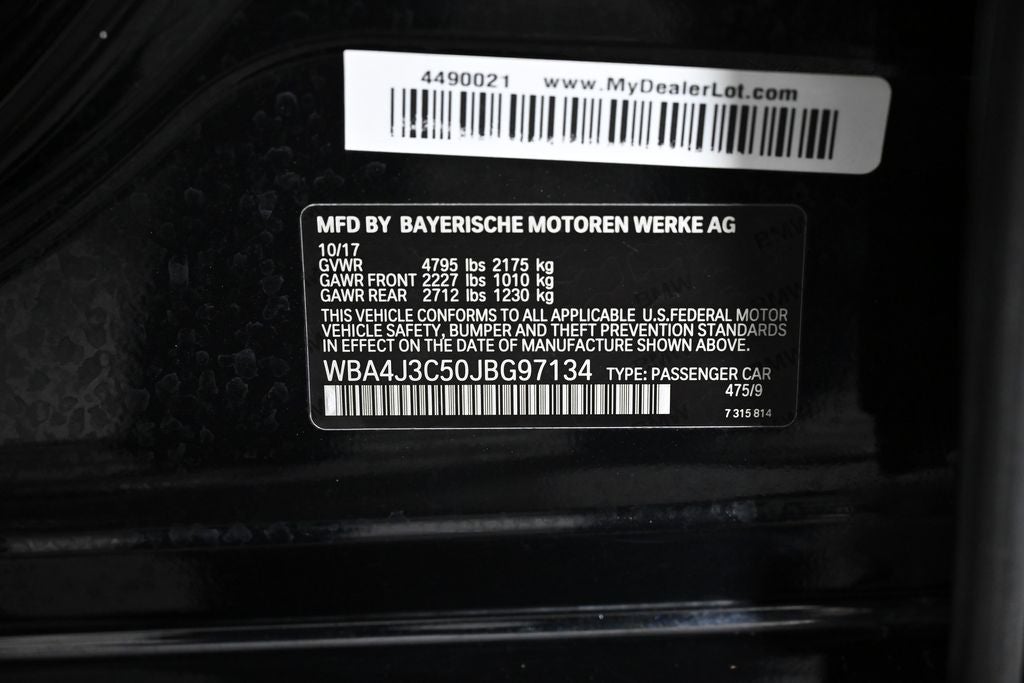 4490021 www.MyDealerLot.com
MFD BY BAYERISCHE MOTOREN WERKE AG
10/17
GVWR 4795 lbs 2175 kg
GAWR FRONT 2227 lbs 1010 kg
GAWR REAR 2712 lbs 1230 kg
THIS VEHICLE CONFORMS TO ALL APPLICABLE U.S.FEDERAL MOTOR
VEHICLE SAFETY, BUMPER AND THEFT PREVENTION STANDARDS
IN EFFECT ON THE DATE OF MANUFACTURE SHOWN ABOVE.
WBA4J3C50JBG97134 TYPE: PASSENGER CAR
475/9
7 315 814